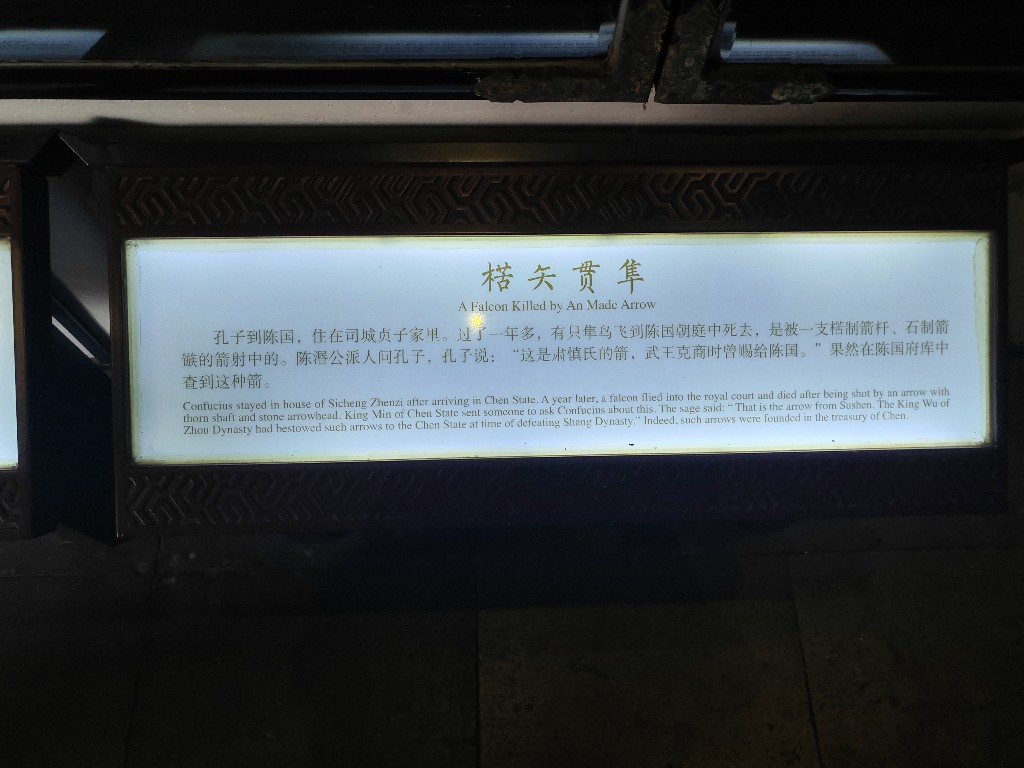 楛矢贯隼
A Falcon Killed by An Made Arrow
孔子到陈国，住在司城贞子家里。过了一年多，有只隼鸟飞到陈国朝庭中死去，是被一支楛制箭杆、石制箭
镞的箭射中的。陈湣公派人问孔子，孔子说：“这是肃慎氏的箭，武王克商时曾赐给陈国。”果然在陈国府库中
查到这种箭。
Confucius stayed in house of Sicheng Zhenzi after arriving in Chen State. A year later, a falcon flied into the royal court and died after being shot by an arrow with
thorn shaft and stone arrowhead. King Min of Chen State sent someone to ask Confucius about this. The sage said: “ That is the arrow from Sushen. The King Wu of
Zhou Dynasty had bestowed such arrows to the Chen State at time of defeating Shang Dynasty.” Indeed, such arrows were founded in the treasury of Chen.